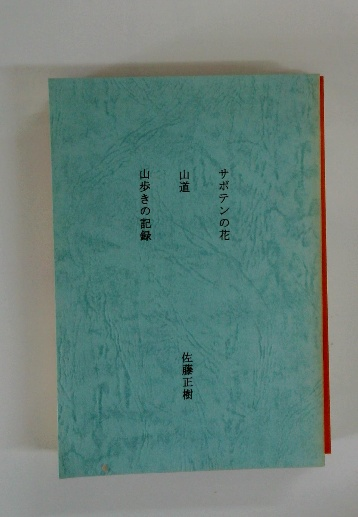 サボテンの花
山道
山歩きの記録
佐藤正樹